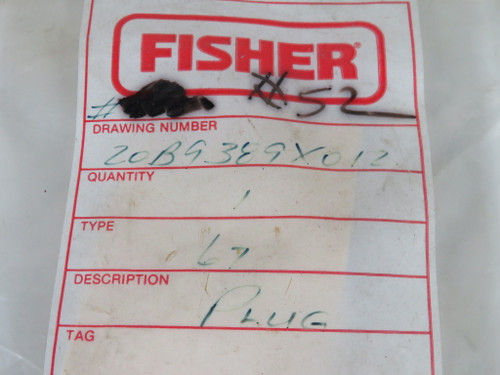 FISHER
# #52
DRAWING NUMBER
20B9389X012
QUANTITY
1
TYPE
67
DESCRIPTION
PLUG
TAG